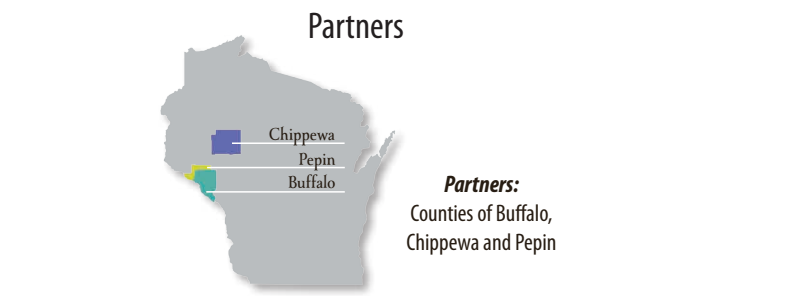 Partners
Chippewa
Pepin
Buffalo
Partners:
Counties of Buffalo,
Chippewa and Pepin